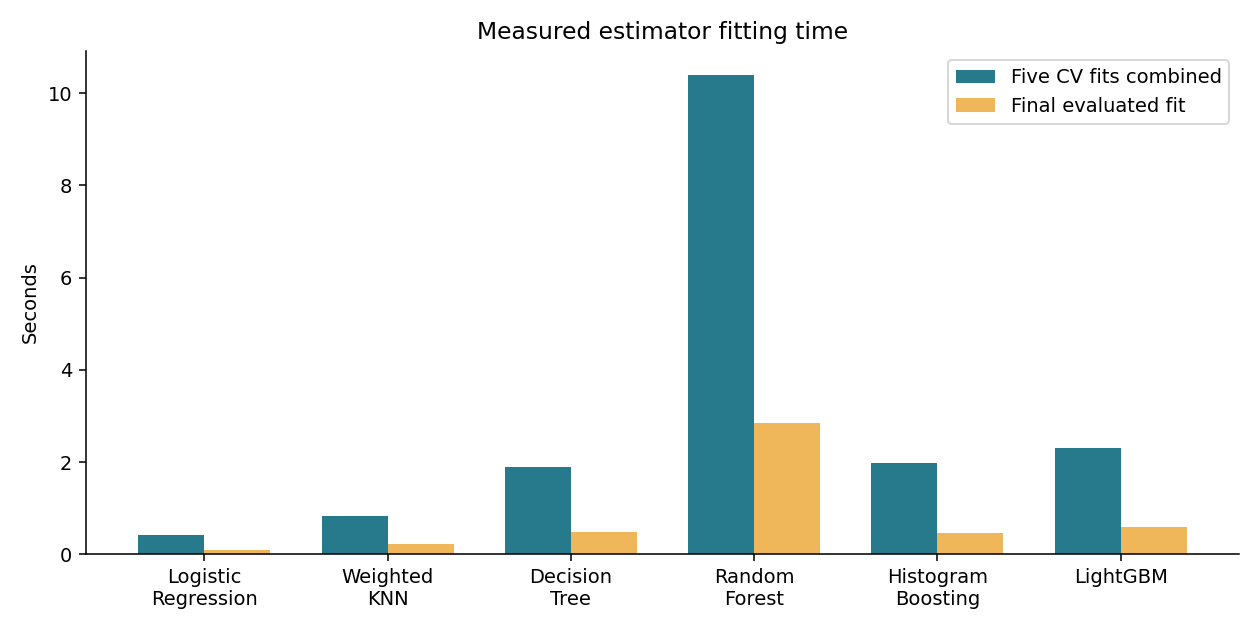 Measured estimator fitting time
Five CV fits combined
Final evaluated fit
Seconds
10
8
6
4
2
0
Logistic
Regression
Weighted
KNN
Decision
Tree
Random
Forest
Histogram
Boosting
LightGBM